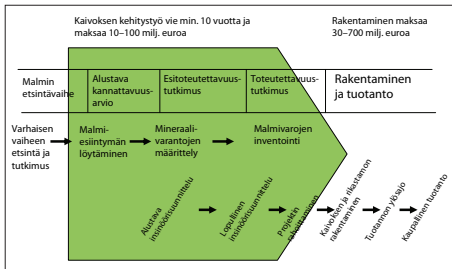 Kaivoksen kehitystyö vie min. 10 vuotta ja
maksaa 10–100 milj. euroa
Rakentaminen maksaa
30–700 milj. euroa
Malmin
etsintävaihe
Alustava
kannattavuus-
arvio
Esitoteutettavuus-
tutkimus
Toteutettavuus-
tutkimus
Rakentaminen
ja tuotanto
Varhaisen
vaiheen
etsintä ja
tutkimus
Malmi-
esiintymän
löytäminen
Mineraali-
varantojen
määrittely
Malmivarojen
inventointi
Alustava
insinöörisuunnittelu
Lopullinen
insinöörisuunnittelu
Projektin
rahoittaminen
Kaivoksen ja rikastamon
rakentaminen
Tuotannon ylösajo
Kaupallinen tuotanto